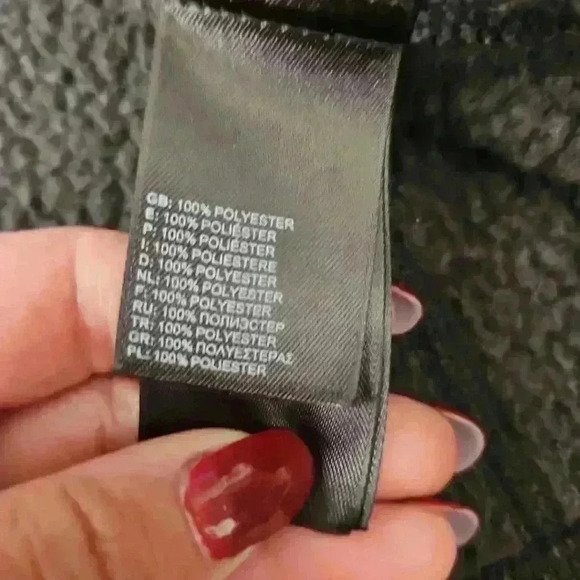 GB: 100% POLYESTER
E: 100% POLIÉSTER
P: 100% POLIÉSTER
I: 100% POLIESTERE
D: 100% POLYESTER
NL: 100% POLYESTER
F: 100% POLYESTER
RU: 100% ПОЛИЭСТЕР
TR: 100% POLYESTER
GR: 100% ΠΟΛΥΕΣΤΕΡΑΣ
PL: 100% POLIESTER